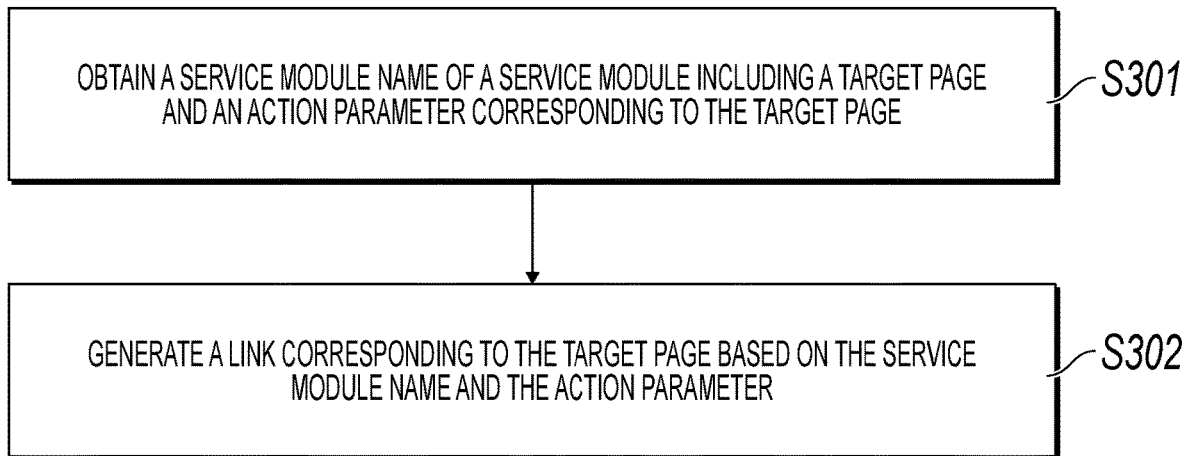 OBTAIN A SERVICE MODULE NAME OF A SERVICE MODULE INCLUDING A TARGET PAGE
AND AN ACTION PARAMETER CORRESPONDING TO THE TARGET PAGE
S301
GENERATE A LINK CORRESPONDING TO THE TARGET PAGE BASED ON THE SERVICE
MODULE NAME AND THE ACTION PARAMETER
S302